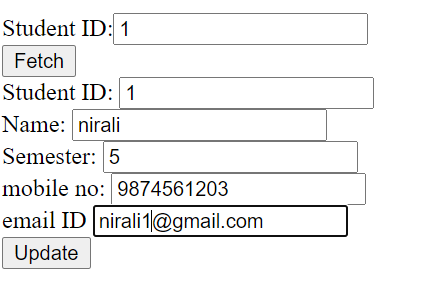 Student ID: 1
Fetch
Student ID: 1
Name: nirali
Semester: 5
mobile no: 9874561203
email ID nirali1@gmail.com
Update